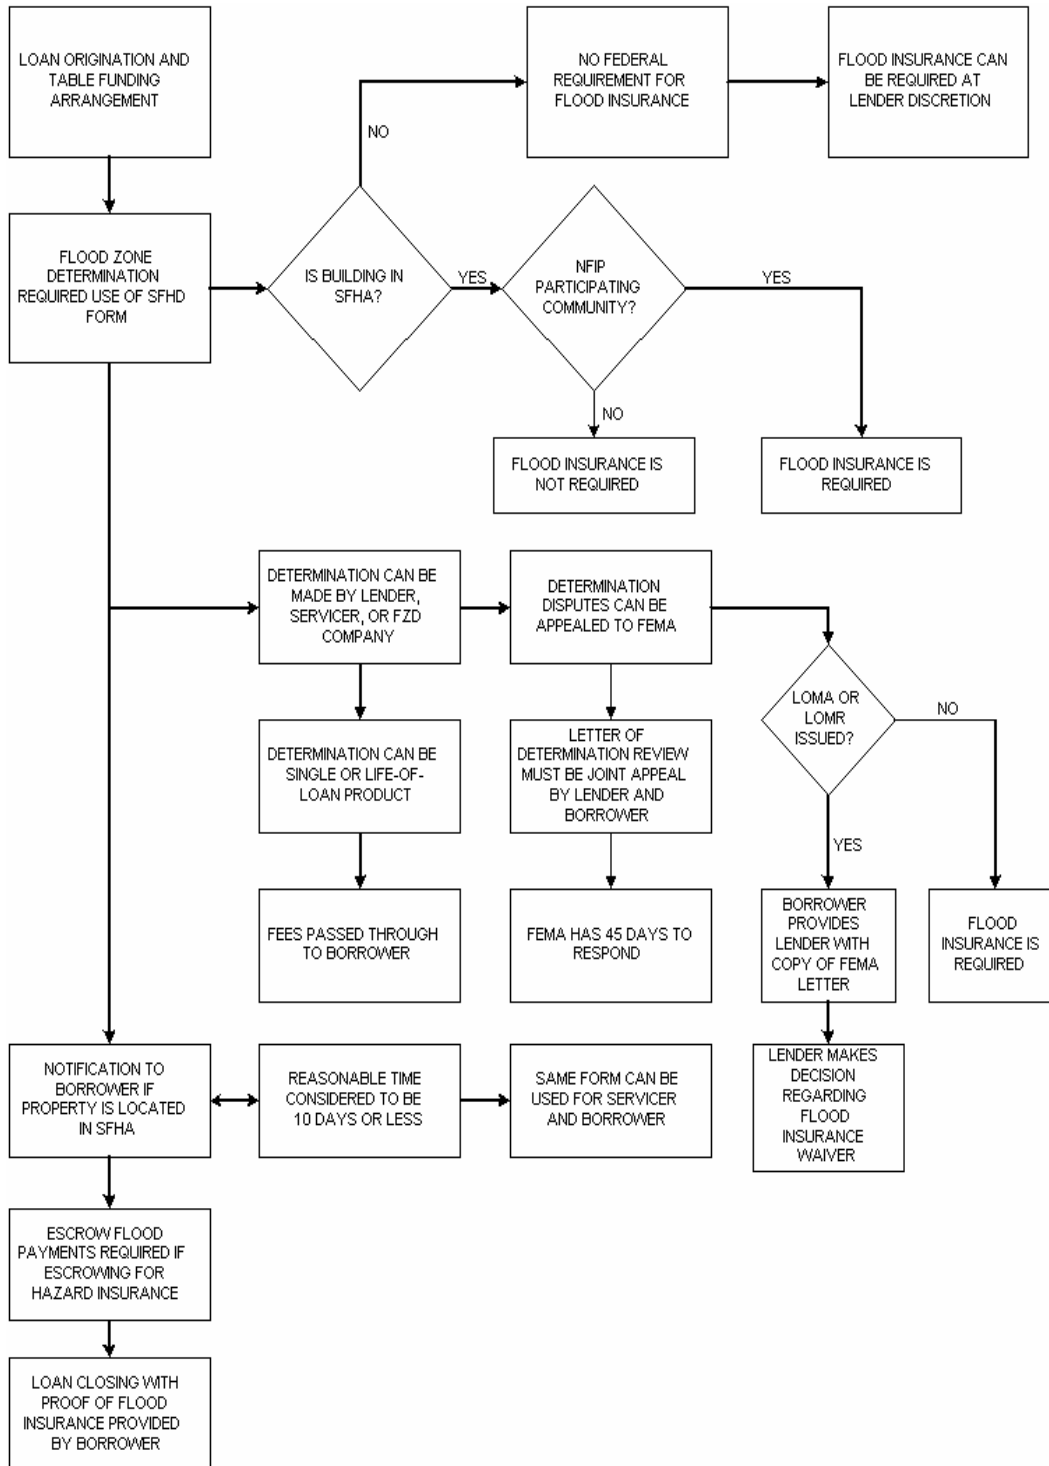 LOAN ORIGINATION AND
TABLE FUNDING
ARRANGEMENT
NO FEDERAL
REQUIREMENT FOR
FLOOD INSURANCE
FLOOD INSURANCE CAN
BE REQUIRED AT
LENDER DISCRETION
NO
FLOOD ZONE
DETERMINATION
REQUIRED USE OF SFHD
FORM
IS BUILDING IN
SFHA?
YES
NFIP
PARTICIPATING
COMMUNITY?
YES
NO
FLOOD INSURANCE IS
NOT REQUIRED
FLOOD INSURANCE IS
REQUIRED
DETERMINATION CAN BE
MADE BY LENDER,
SERVICER, OR FZD
COMPANY
DETERMINATION
DISPUTES CAN BE
APPEALED TO FEMA
LOMA OR
LOMR
ISSUED?
NO
YES
DETERMINATION CAN BE
SINGLE OR LIFE-OF-
LOAN PRODUCT
LETTER OF
DETERMINATION REVIEW
MUST BE JOINT APPEAL
BY LENDER AND
BORROWER
FEES PASSED THROUGH
TO BORROWER
FEMA HAS 45 DAYS TO
RESPOND
BORROWER
PROVIDES
LENDER WITH
COPY OF FEMA
LETTER
FLOOD
INSURANCE IS
REQUIRED
NOTIFICATION TO
BORROWER IF
PROPERTY IS LOCATED
IN SFHA
REASONABLE TIME
CONSIDERED TO BE
10 DAYS OR LESS
SAME FORM CAN BE
USED FOR SERVICER
AND BORROWER
LENDER MAKES
DECISION
REGARDING
FLOOD
INSURANCE
WAIVER
ESCROW FLOOD
PAYMENTS REQUIRED IF
ESCROWING FOR
HAZARD INSURANCE
LOAN CLOSING WITH
PROOF OF FLOOD
INSURANCE PROVIDED
BY BORROWER